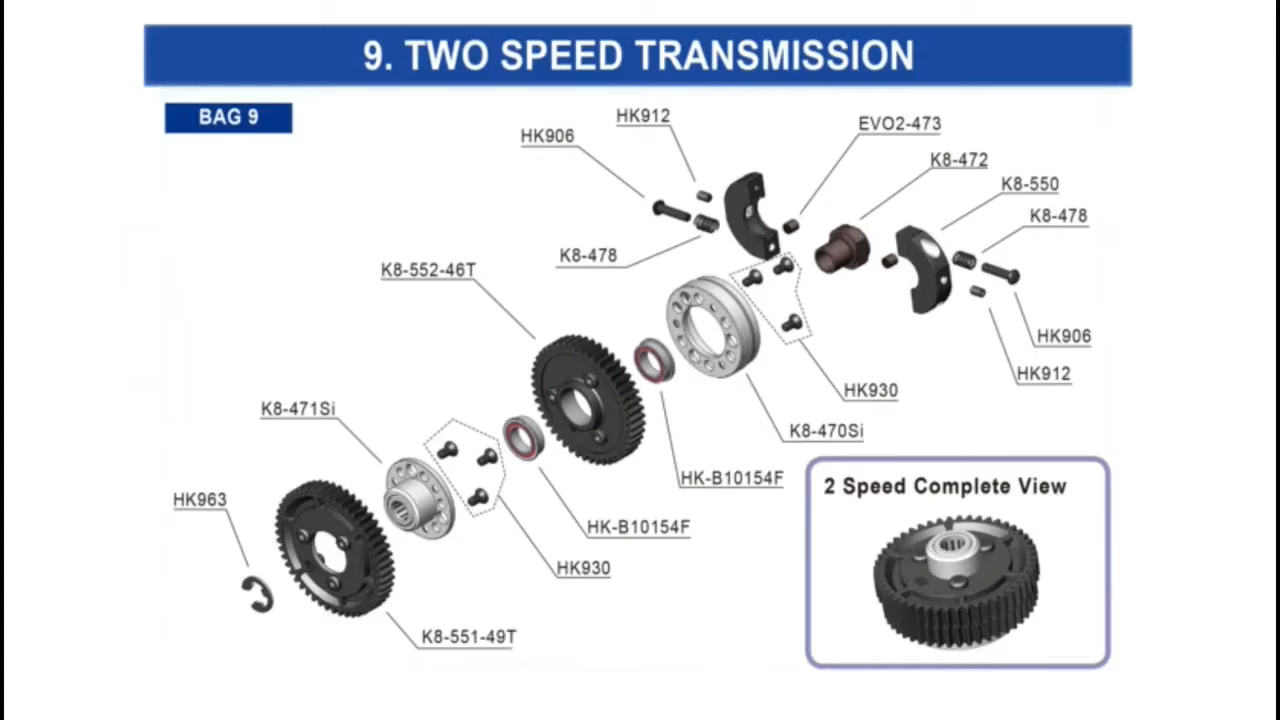 9. TWO SPEED TRANSMISSION
BAG 9
HK912
HK906
EVO2-473
K8-472
K8-550
K8-478
K8-478
K8-552-46T
HK906
HK912
HK930
K8-470Si
K8-471Si
HK-B10154F
2 Speed Complete View
HK963
HK-B10154F
HK930
K8-551-49T